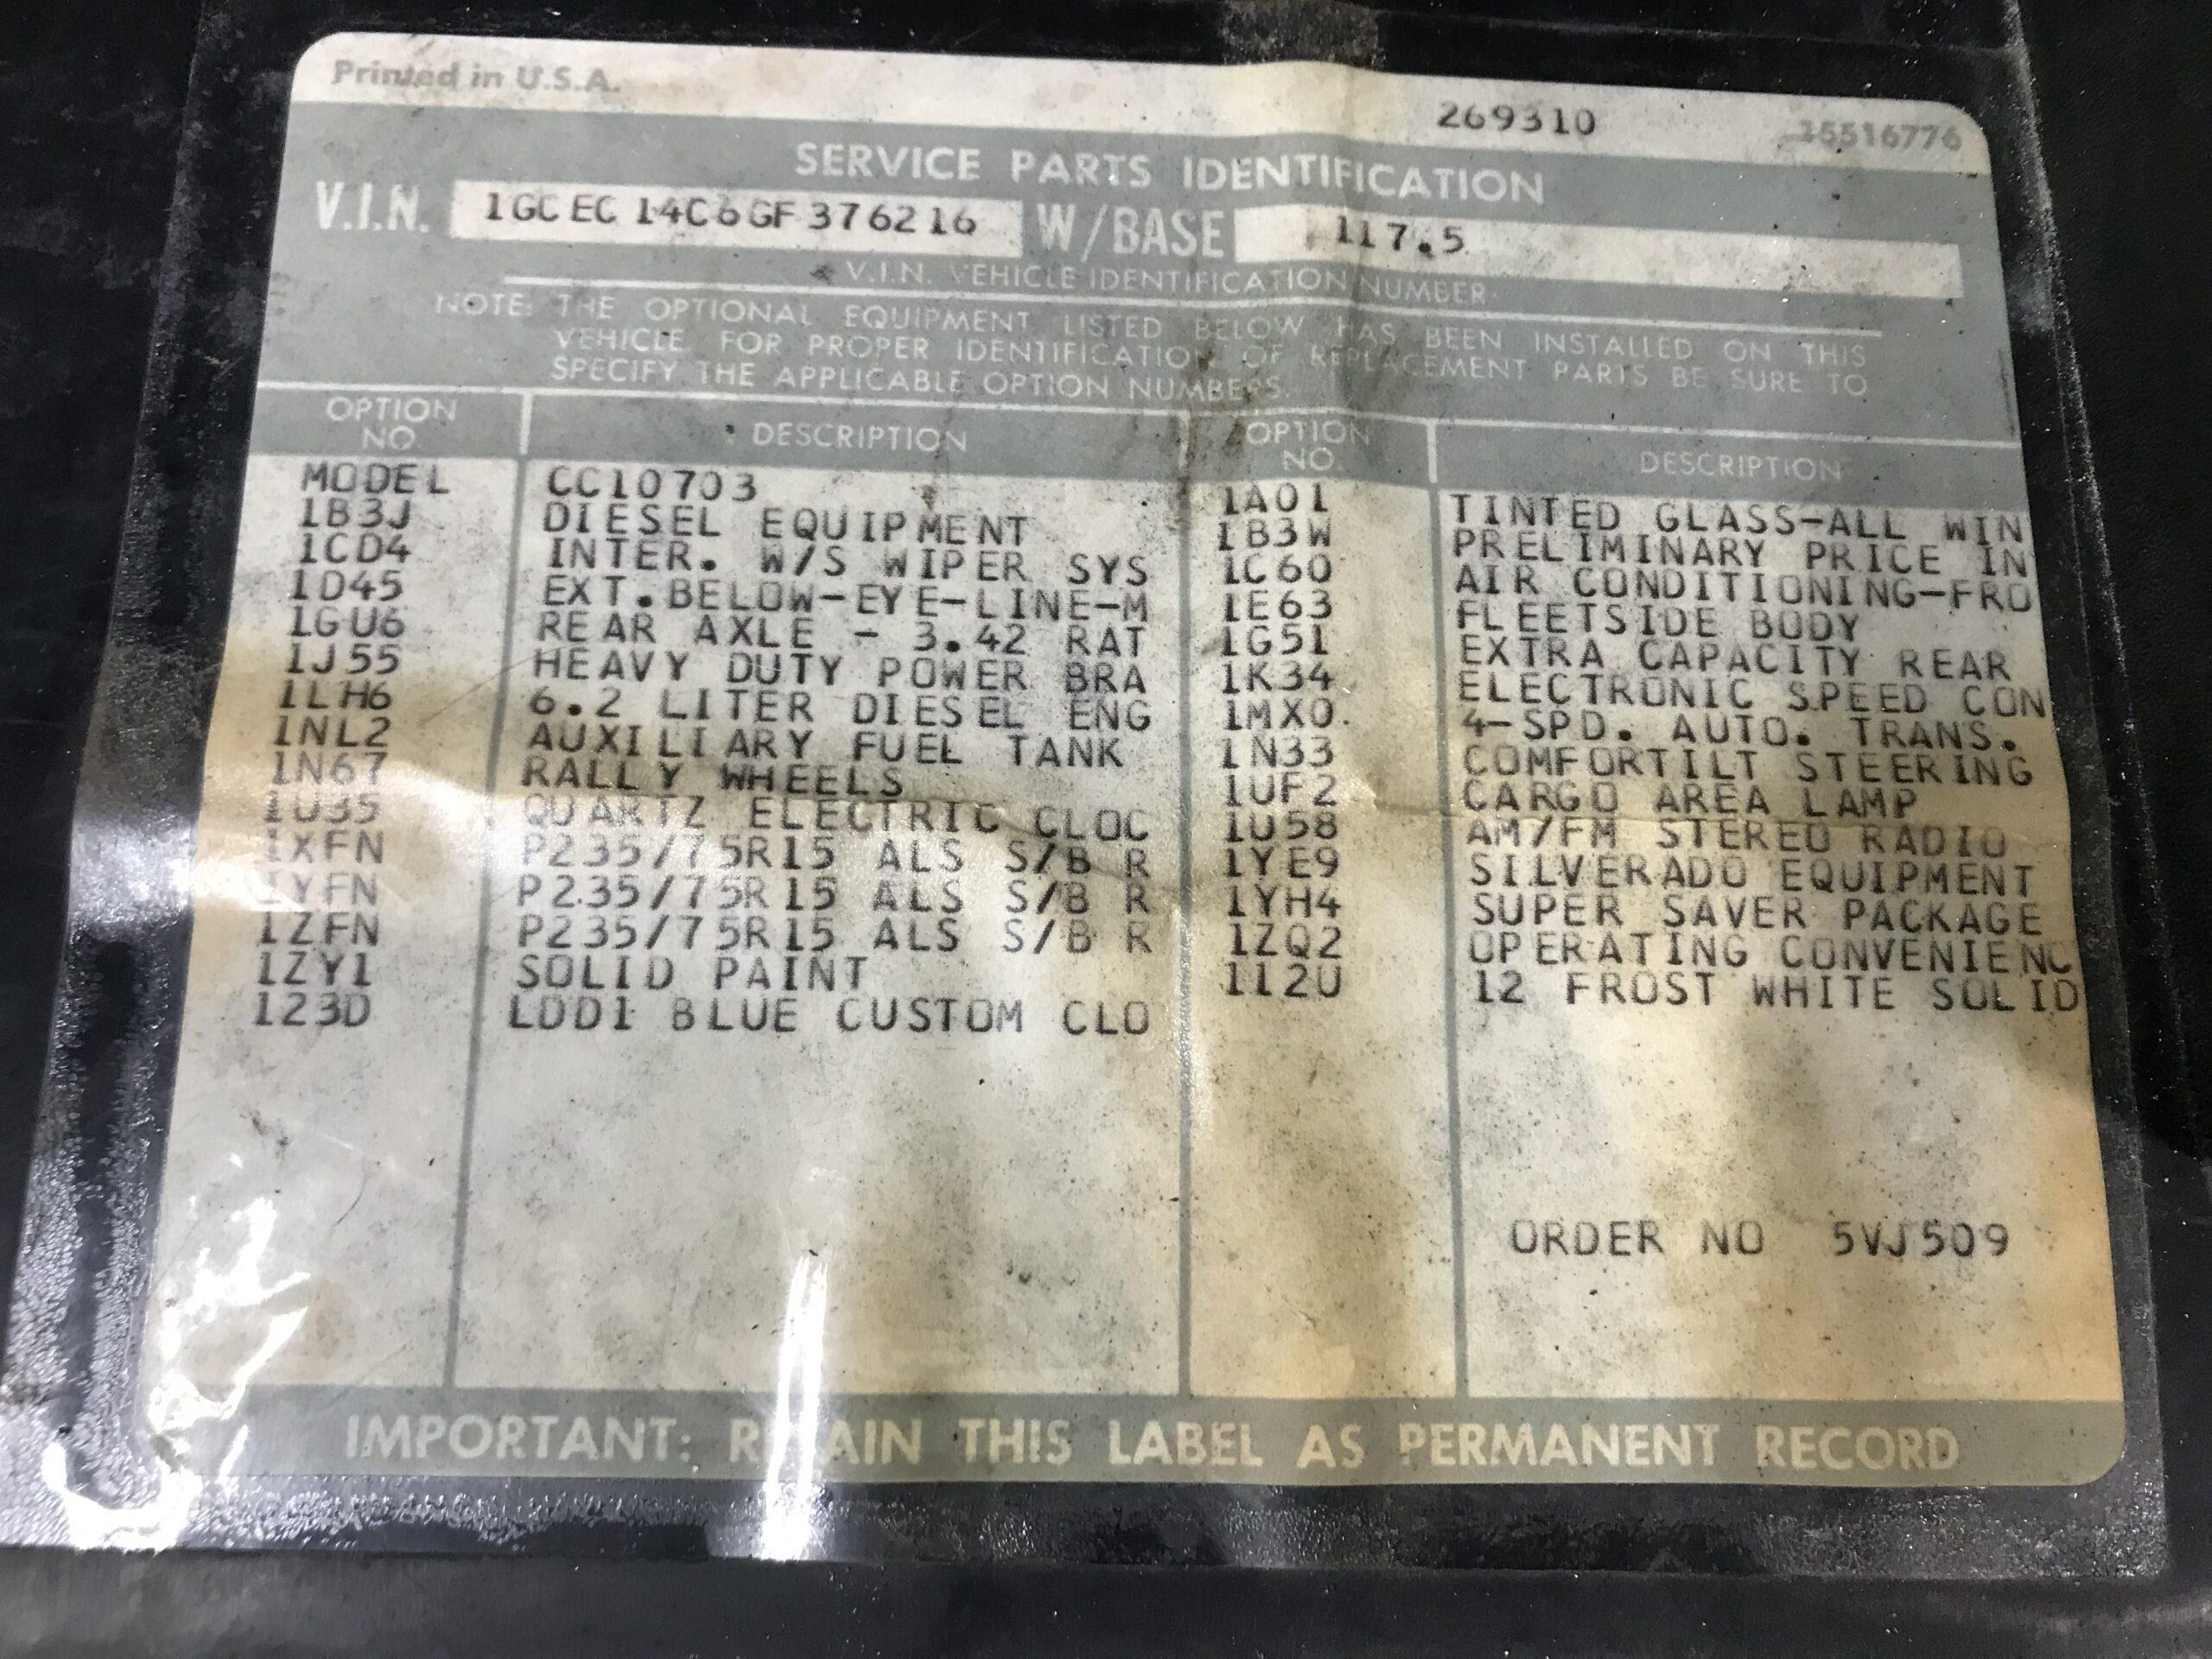 Printed in U.S.A.
269310 15516776
SERVICE PARTS IDENTIFICATION
V.I.N. 1GCEC14C6GF376216 W/BASE 117.5
V.I.N. VEHICLE IDENTIFICATION NUMBER
NOTE: THE OPTIONAL EQUIPMENT LISTED BELOW HAS BEEN INSTALLED ON THIS
VEHICLE. FOR PROPER IDENTIFICATION OF REPLACEMENT PARTS BE SURE TO
SPECIFY THE APPLICABLE OPTION NUMBERS.
OPTION NO. DESCRIPTION
MODEL CC10703
1B3J DIESEL EQUIPMENT
1CD4 INTER. W/S WIPER SYS
1D45 EXT.BELOW-EYE-LINE-M
1GU6 REAR AXLE - 3.42 RAT
1J55 HEAVY DUTY POWER BRA
1LH6 6.2 LITER DIESEL ENG
1NL2 AUXILIARY FUEL TANK
1N67 RALLY WHEELS
1U35 QUARTZ ELECTRIC CLOC
1XFN P235/75R15 ALS S/B R
1YFN P235/75R15 ALS S/B R
1ZFN P235/75R15 ALS S/B R
1ZY1 SOLID PAINT
123D LDD1 BLUE CUSTOM CLO
OPTION NO. DESCRIPTION
1A01 TINTED GLASS-ALL WIN
1B3W PRELIMINARY PRICE IN
1C60 AIR CONDITIONING-FRO
1E63 FLEETSIDE BODY
1G51 EXTRA CAPACITY REAR
1K34 ELECTRONIC SPEED CON
1MX0 4-SPD. AUTO. TRANS.
1N33 COMFORTILT STEERING
1UF2 CARGO AREA LAMP
1U58 AM/FM STEREO RADIO
1YE9 SILVERADO EQUIPMENT
1YH4 SUPER SAVER PACKAGE
1ZQ2 OPERATING CONVENIENC
112U 12 FROST WHITE SOLID
ORDER NO 5VJ509
IMPORTANT: RETAIN THIS LABEL AS PERMANENT RECORD